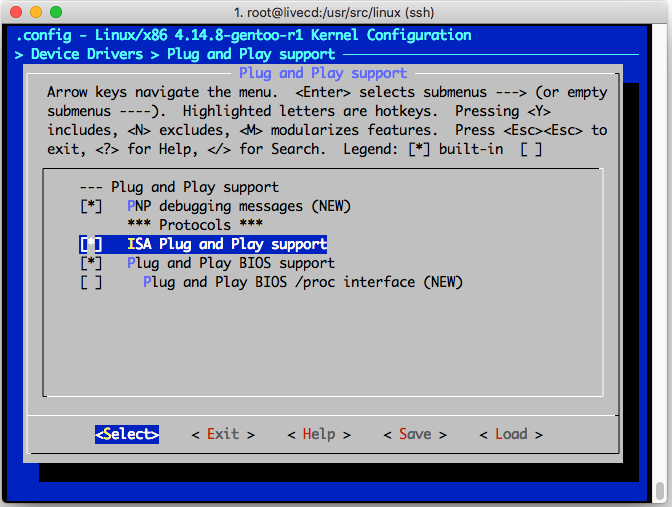 1. root@livecd:/usr/src/linux (ssh)
.config - Linux/x86 4.14.8-gentoo-r1 Kernel Configuration
> Device Drivers > Plug and Play support
Plug and Play support
Arrow keys navigate the menu.  <Enter> selects submenus ---> (or empty
submenus ----).  Highlighted letters are hotkeys.  Pressing <Y>
includes, <N> excludes, <M> modularizes features.  Press <Esc><Esc> to
exit, <?> for Help, </> for Search.  Legend: [*] built-in  [ ]
--- Plug and Play support
[*]   PNP debugging messages (NEW)
*** Protocols ***
[*]   ISA Plug and Play support
[*]   Plug and Play BIOS support
[ ]     Plug and Play BIOS /proc interface (NEW)
<Select>    < Exit >    < Help >    < Save >    < Load >